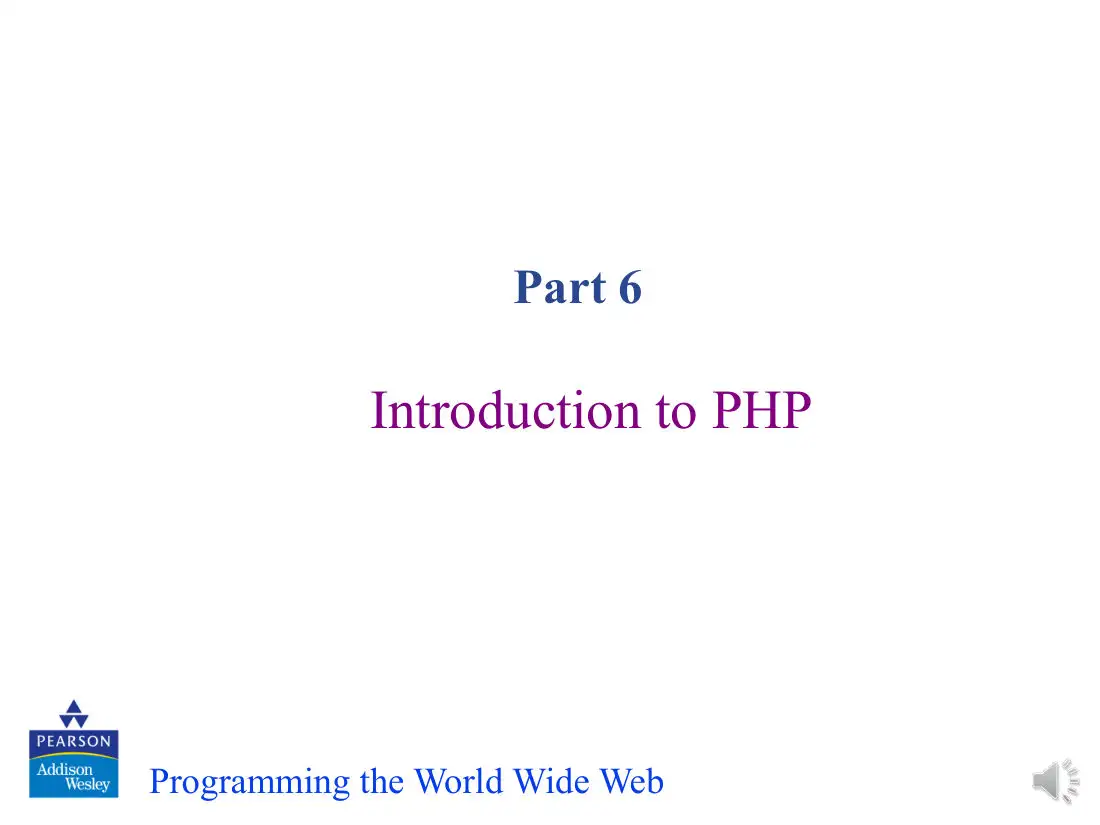 Part 6
Introduction to PHP
PEARSON
Addison
Wesley
Programming the World Wide Web